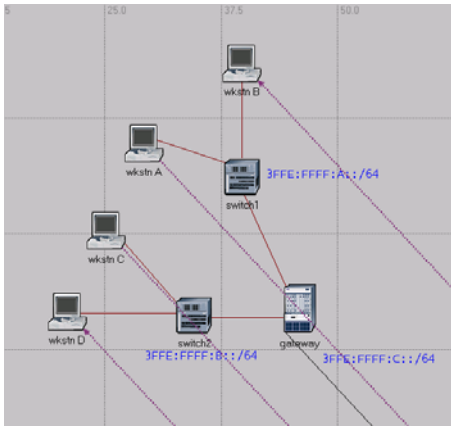 5 25.0 37.5 50.0
wkstn B
wkstn A
3FFE:FFFF:A::/64
switch1
wkstn C
wkstn D
switch2
gateway
3FFE:FFFF:B::/64
3FFE:FFFF:C::/64